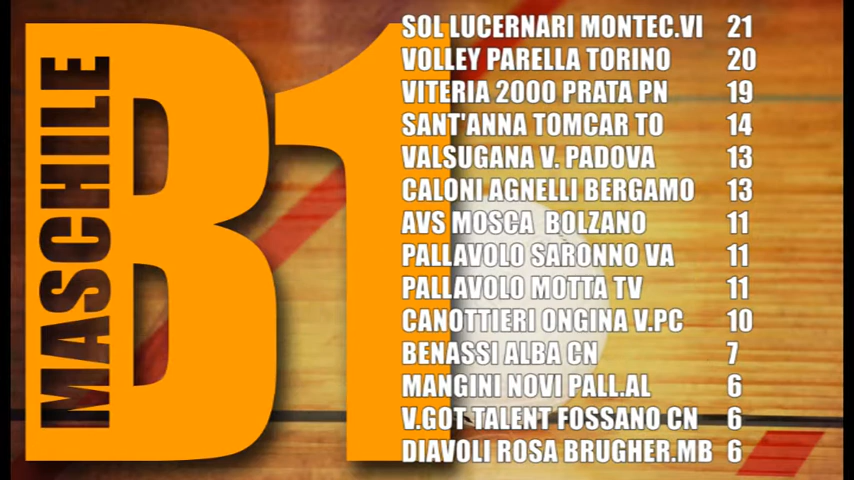 MASCHILE
B1
SOL LUCERNARI MONTEC.VI 21
VOLLEY PARELLA TORINO 20
VITERIA 2000 PRATA PN 19
SANT'ANNA TOMCAR TO 14
VALSUGANA V. PADOVA 13
CALONI AGNELLI BERGAMO 13
AVS MOSCA BOLZANO 11
PALLAVOLO SARONNO VA 11
PALLAVOLO MOTTA TV 11
CANOTTIERI ONGINA V.PC 10
BENASSI ALBA CN 7
MANGINI NOVI PALL.AL 6
V.GOT TALENT FOSSANO CN 6
DIAVOLI ROSA BRUGHER.MB 6